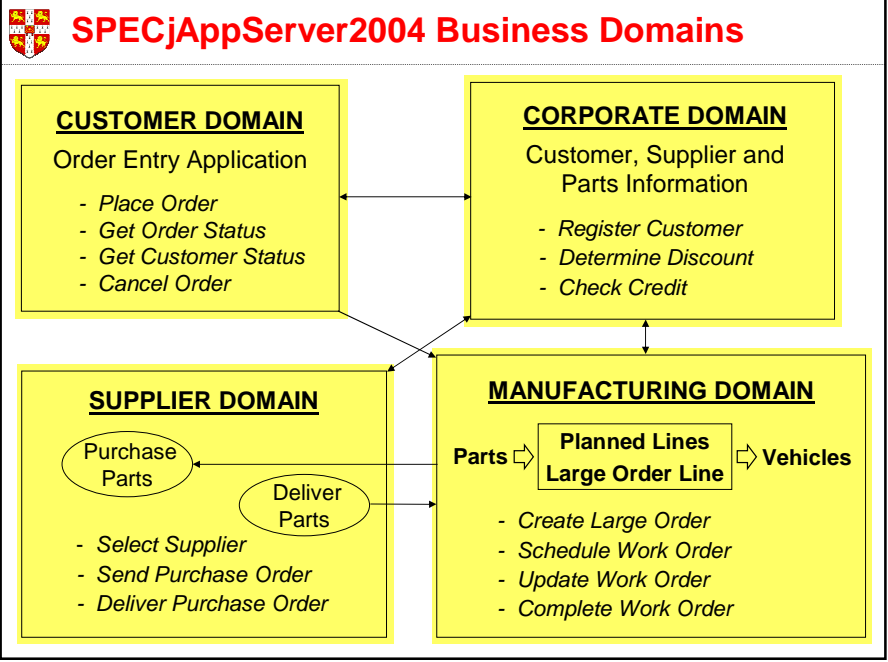 SPECjAppServer2004 Business Domains
CUSTOMER DOMAIN
Order Entry Application
- Place Order
- Get Order Status
- Get Customer Status
- Cancel Order
CORPORATE DOMAIN
Customer, Supplier and
Parts Information
- Register Customer
- Determine Discount
- Check Credit
SUPPLIER DOMAIN
Purchase
Parts
Deliver
Parts
- Select Supplier
- Send Purchase Order
- Deliver Purchase Order
MANUFACTURING DOMAIN
Parts
Planned Lines
Large Order Line
Vehicles
- Create Large Order
- Schedule Work Order
- Update Work Order
- Complete Work Order